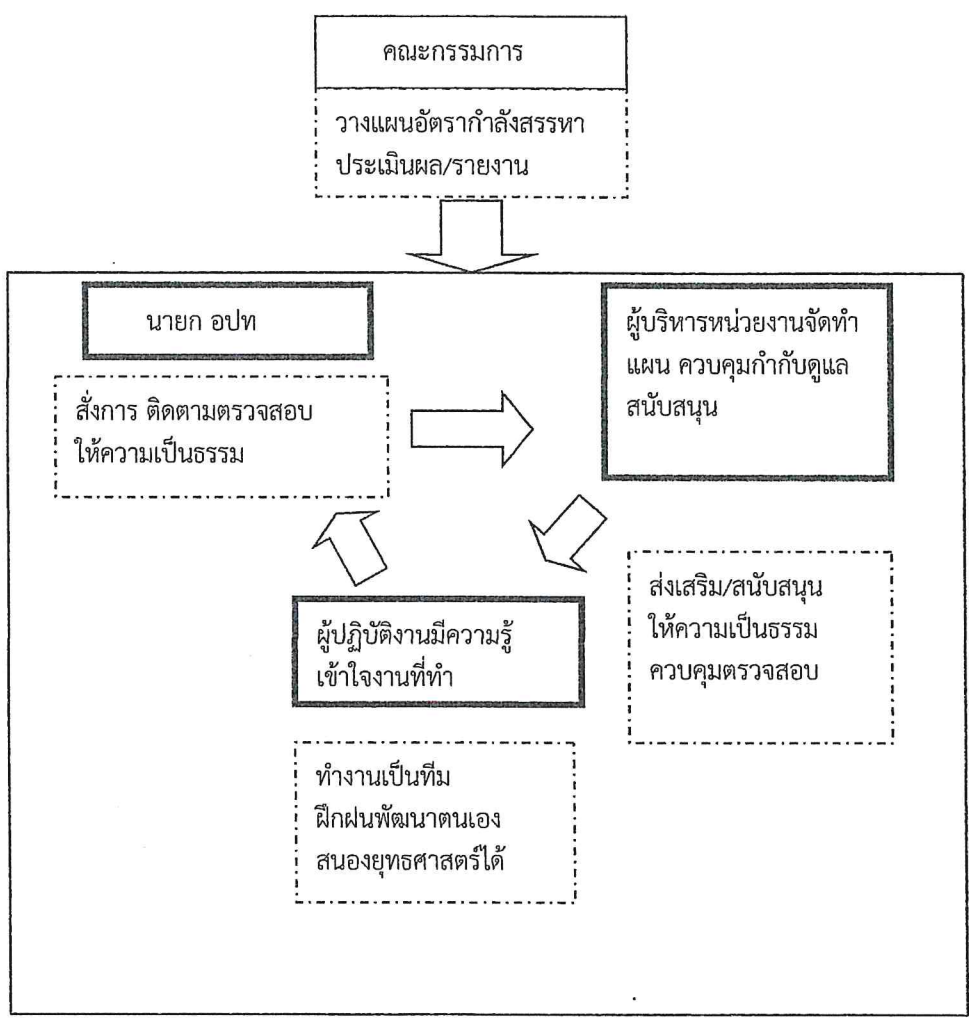 คณะกรรมการ
วางแผนอัตรากำลังสรรหา
ประเมินผล/รายงาน
นายก อปท
สั่งการ ติดตามตรวจสอบ
ให้ความเป็นธรรม
ผู้บริหารหน่วยงานจัดทำ
แผน ควบคุมกำกับดูแล
สนับสนุน
ส่งเสริม/สนับสนุน
ให้ความเป็นธรรม
ควบคุมตรวจสอบ
ผู้ปฏิบัติงานมีความรู้
เข้าใจงานที่ทำ
ทำงานเป็นทีม
ฝึกฝนพัฒนาตนเอง
สนองยุทธศาสตร์ได้